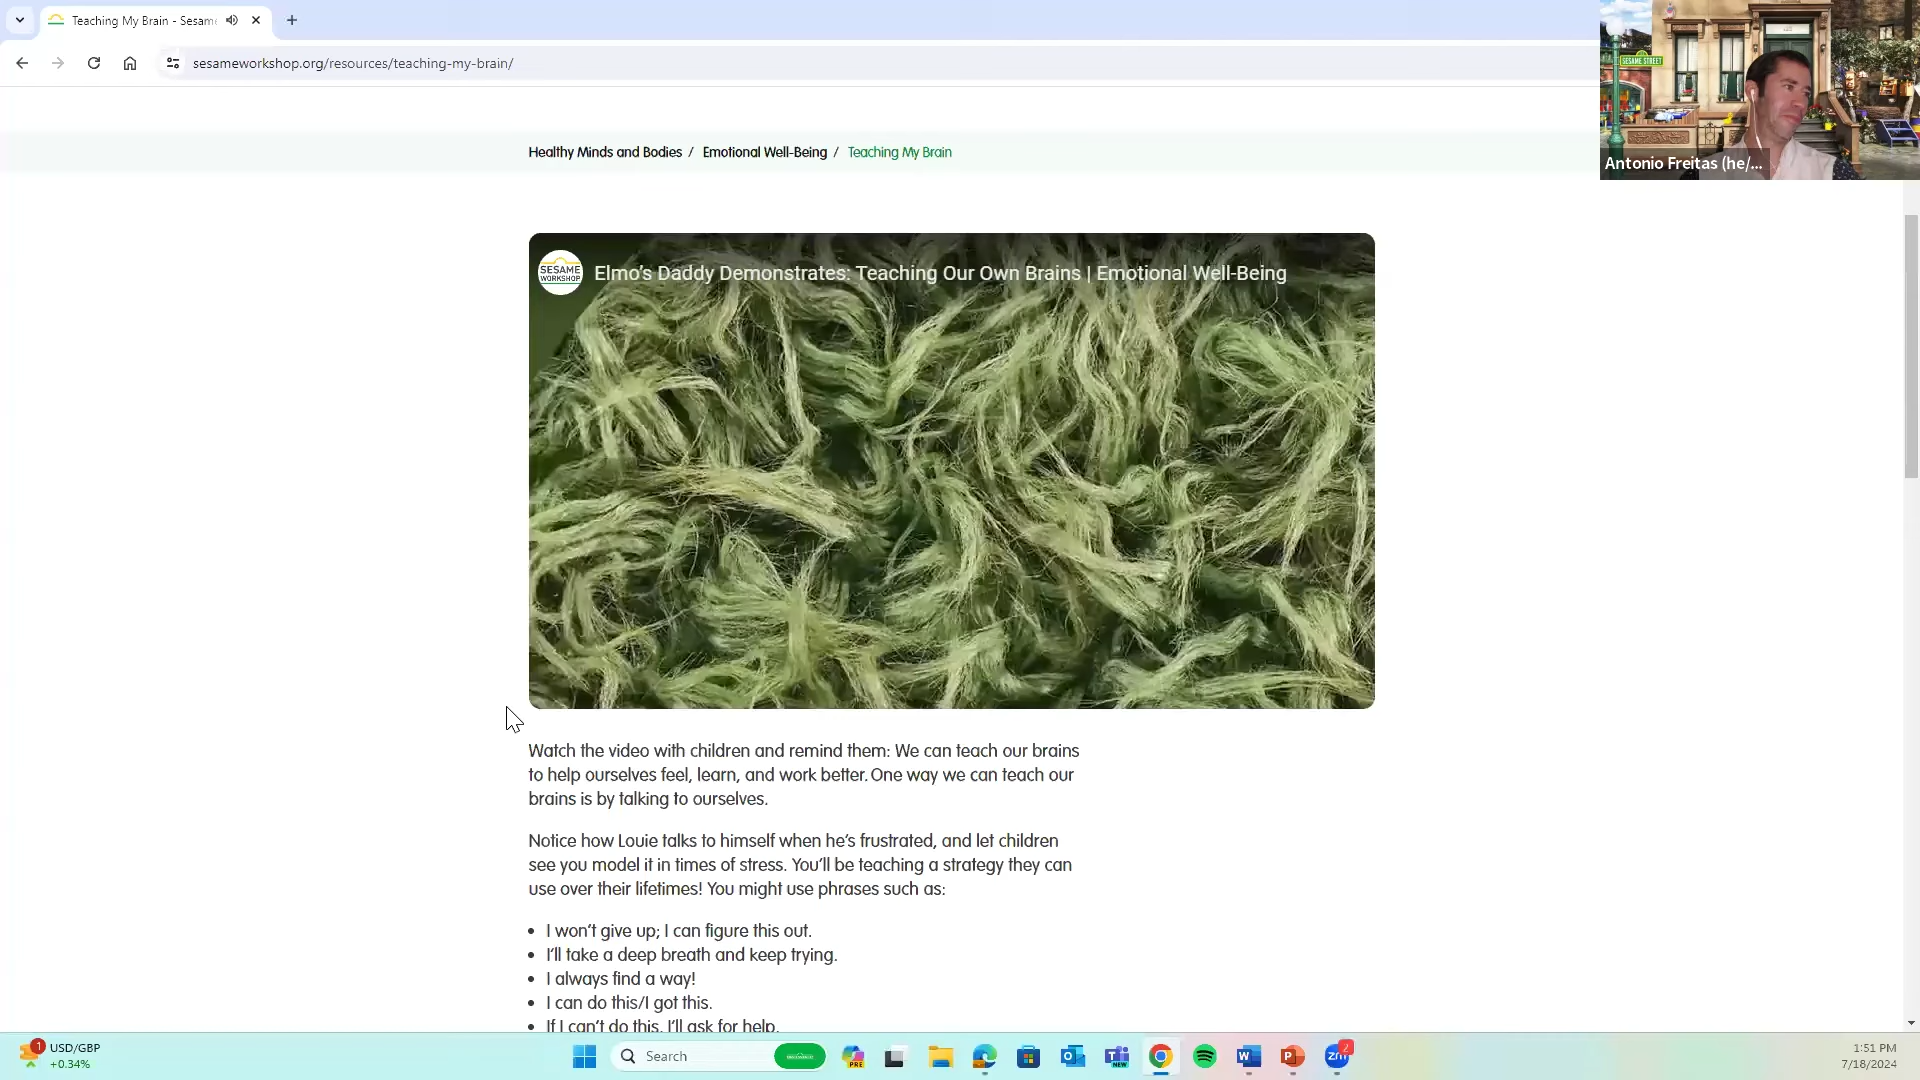 Teaching My Brain - Sesam
sesameworkshop.org/resources/teaching-my-brain/
SESAME STREET
Antonio Freitas (he/...
Healthy Minds and Bodies / Emotional Well-Being / Teaching My Brain
SESAME
WORKSHOP
Elmo's Daddy Demonstrates: Teaching Our Own Brains | Emotional Well-Being
Watch the video with children and remind them: We can teach our brains
to help ourselves feel, learn, and work better. One way we can teach our
brains is by talking to ourselves.
Notice how Louie talks to himself when he's frustrated, and let children
see you model it in times of stress. You'll be teaching a strategy they can
use over their lifetimes! You might use phrases such as:
• I won't give up; I can figure this out.
• I'll take a deep breath and keep trying.
• I always find a way!
• I can do this/I got this.
• If I can't do this, I'll ask for help.
1
USD/GBP
+0.34%
Search
PRE
NEW
W
P
zm
2
1:51 PM
7/18/2024